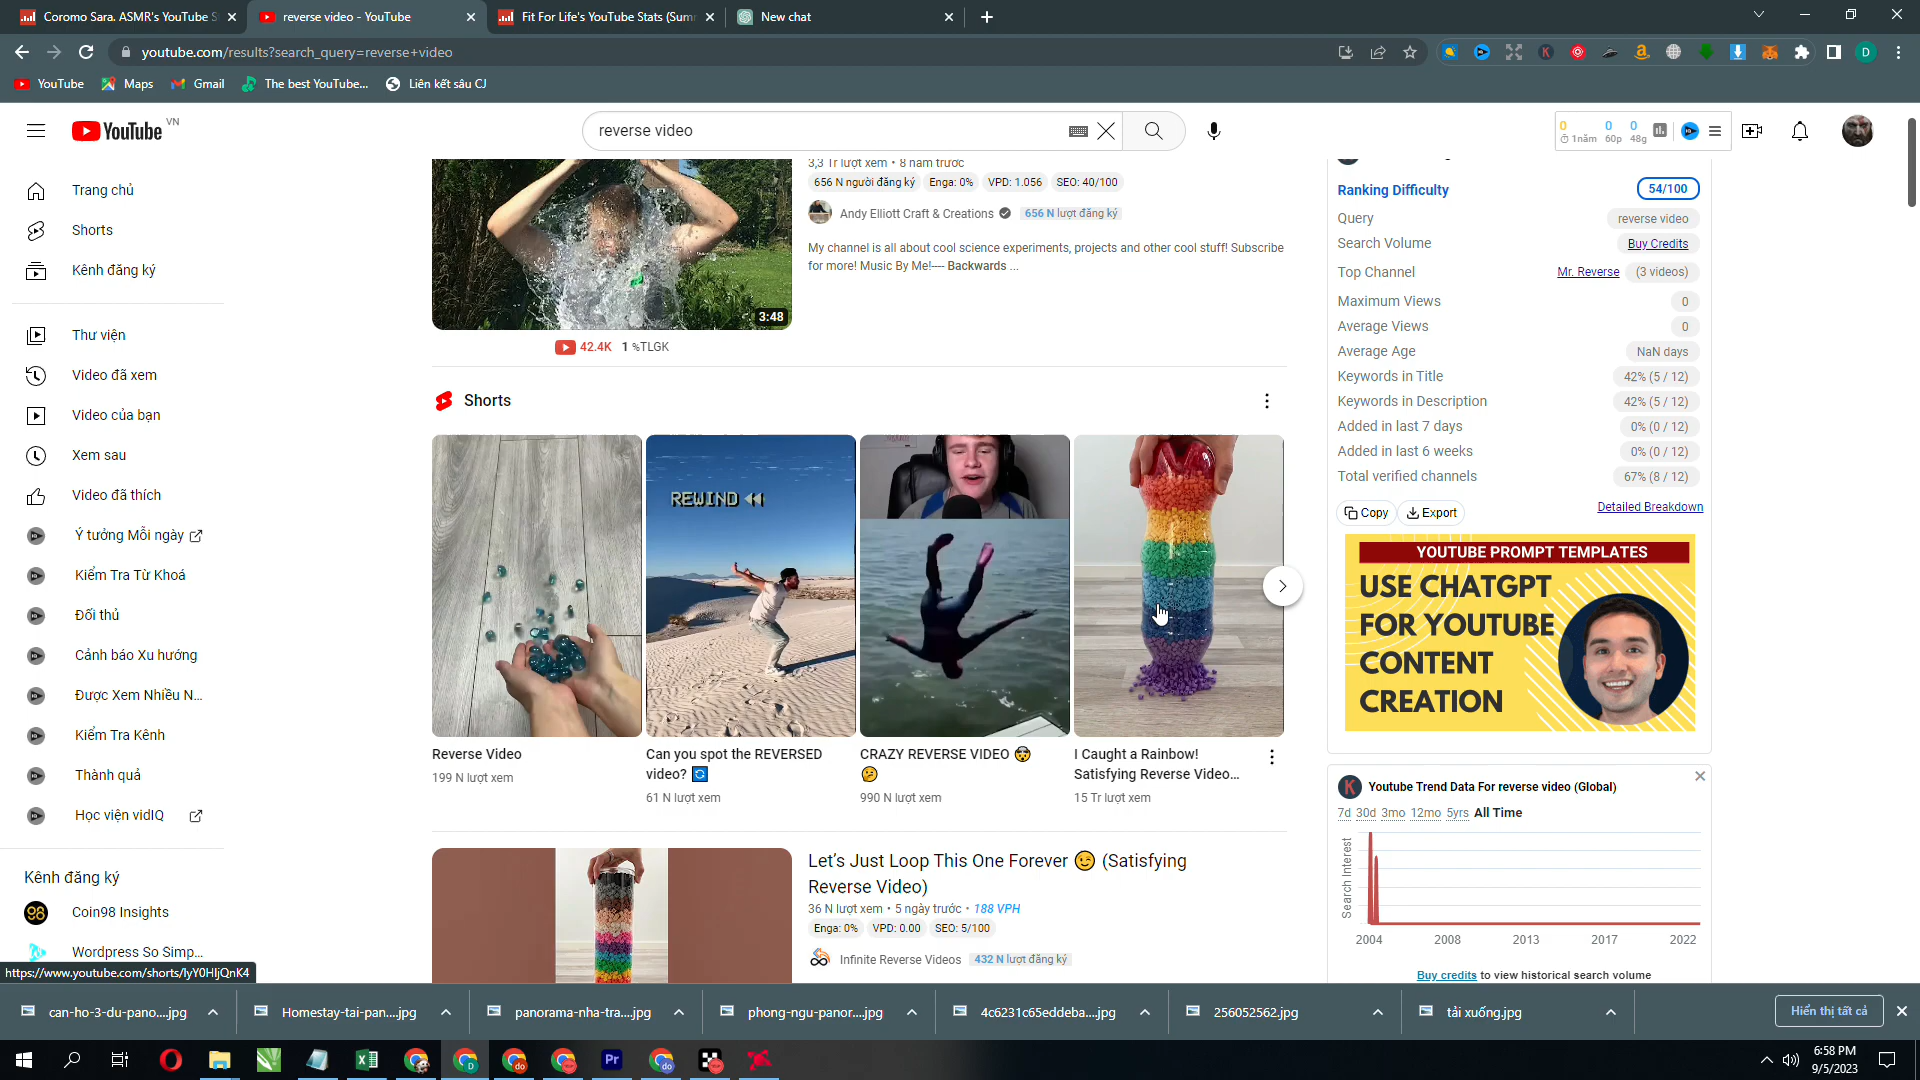 Coromo Sara. ASMR's YouTube S
reverse video - YouTube
Fit For Life's YouTube Stats (Sum
New chat
youtube.com/results?search_query=reverse+video
YouTube
Maps
Gmail
The best YouTube...
Liên kết sâu CJ
YouTube VN
reverse video
0
1năm
0
60p
0
48g
Trang chủ
Shorts
Kênh đăng ký
Thư viện
Video đã xem
Video của bạn
Xem sau
Video đã thích
Ý tưởng Mỗi ngày
Kiểm Tra Từ Khoá
Đối thủ
Cảnh báo Xu hướng
Được Xem Nhiều N...
Kiểm Tra Kênh
Thành quả
Học viện vidIQ
Kênh đăng ký
Coin98 Insights
Wordpress So Simp...
https://www.youtube.com/shorts/IyY0HIjQnK4
3,3 Tr lượt xem • 8 năm trước
656 N người đăng ký Enga: 0% VPD: 1.056 SEO: 40/100
Andy Elliott Craft & Creations 656 N lượt đăng ký
My channel is all about cool science experiments, projects and other cool stuff! Subscribe
for more! Music By Me!---- Backwards ...
3:48
42.4K 1 %TLGK
Shorts
REWIND
Reverse Video
199 N lượt xem
Can you spot the REVERSED
video?
61 N lượt xem
CRAZY REVERSE VIDEO
990 N lượt xem
I Caught a Rainbow!
Satisfying Reverse Video...
15 Tr lượt xem
Let's Just Loop This One Forever (Satisfying
Reverse Video)
36 N lượt xem • 5 ngày trước • 188 VPH
Enga: 0% VPD: 0.00 SEO: 5/100
Infinite Reverse Videos 432 N lượt đăng ký
Ranking Difficulty 54/100
Query reverse video
Search Volume Buy Credits
Top Channel Mr. Reverse (3 videos)
Maximum Views 0
Average Views 0
Average Age NaN days
Keywords in Title 42% (5 / 12)
Keywords in Description 42% (5 / 12)
Added in last 7 days 0% (0 / 12)
Added in last 6 weeks 0% (0 / 12)
Total verified channels 67% (8 / 12)
Copy Export Detailed Breakdown
YOUTUBE PROMPT TEMPLATES
USE CHATGPT
FOR YOUTUBE
CONTENT
CREATION
K Youtube Trend Data For reverse video (Global)
7d 30d 3mo 12mo 5yrs All Time
Search Interest
2004 2008 2013 2017 2022
Buy credits to view historical search volume
can-ho-3-du-pano....jpg
Homestay-tai-pan....jpg
panorama-nha-tra....jpg
phong-ngu-panor....jpg
4c6231c65eddeba....jpg
256052562.jpg
tải xuống.jpg
Hiển thị tất cả
6:58 PM
9/5/2023